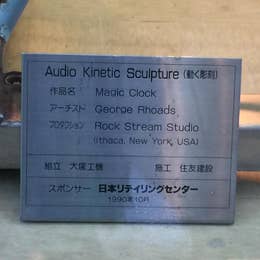 Audio Kinetic Sculpture (動く彫刻)
作品名 Magic Clock
アーチスト George Rhoads
プロダクション Rock Stream Studio
(Ithaca, New York, USA)
組立 大塚工機 施工 住友建設
スポンサー 日本リテイリングセンター
1990年10月